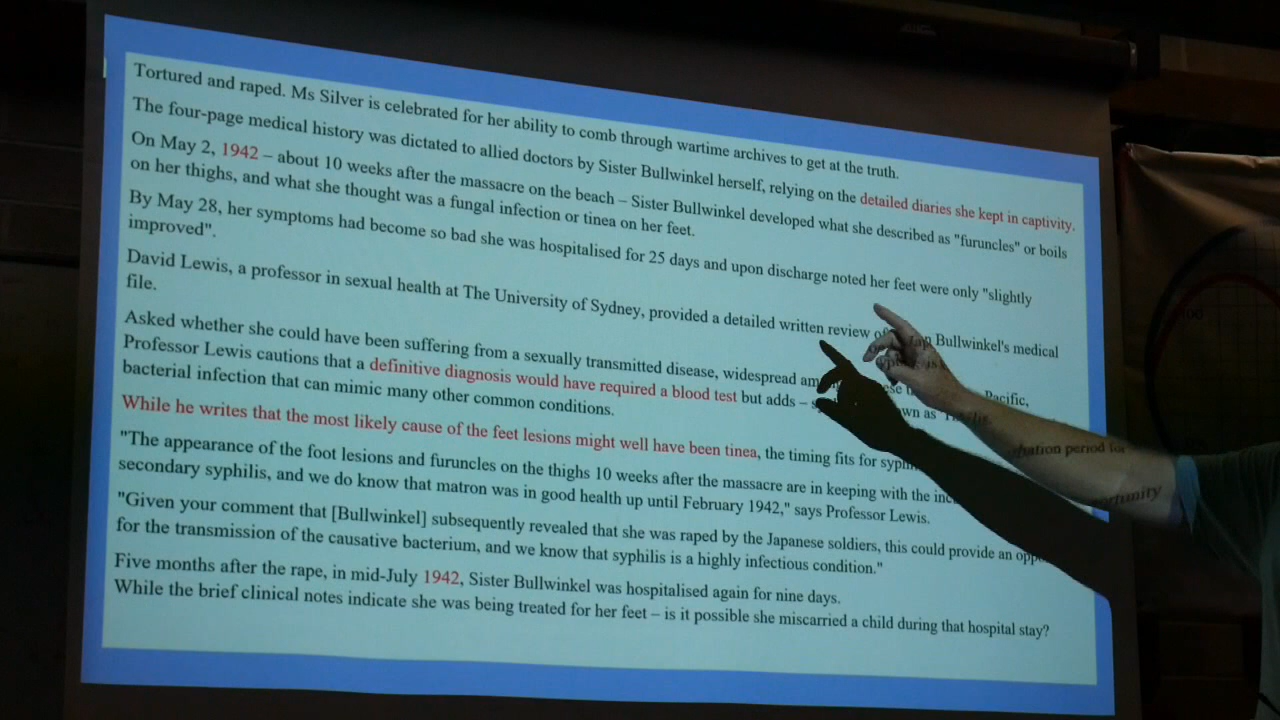 Tortured and raped. Ms Silver is celebrated for her ability to comb through wartime archives to get at the truth.
The four-page medical history was dictated to allied doctors by Sister Bullwinkel herself, relying on the detailed diaries she kept in captivity.
On May 2, 1942 – about 10 weeks after the massacre on the beach – Sister Bullwinkel developed what she described as "furuncles" or boils
on her thighs, and what she thought was a fungal infection or tinea on her feet.
By May 28, her symptoms had become so bad she was hospitalised for 25 days and upon discharge noted her feet were only "slightly
improved".
David Lewis, a professor in sexual health at The University of Sydney, provided a detailed written review Bullwinkel's medical
file.
Asked whether she could have been suffering from a sexually transmitted disease, widespread Pacific,
Professor Lewis cautions that a definitive diagnosis would have required a blood test but adds –
bacterial infection that can mimic many other common conditions.
While he writes that the most likely cause of the feet lesions might well have been tinea, the timing fits for period for
"The appearance of the foot lesions and furuncles on the thighs 10 weeks after the massacre are in keeping with the
secondary syphilis, and we do know that matron was in good health up until February 1942," says Professor Lewis.
"Given your comment that [Bullwinkel] subsequently revealed that she was raped by the Japanese soldiers, this could provide an
for the transmission of the causative bacterium, and we know that syphilis is a highly infectious condition."
Five months after the rape, in mid-July 1942, Sister Bullwinkel was hospitalised again for nine days.
While the brief clinical notes indicate she was being treated for her feet – is it possible she miscarried a child during that hospital stay?